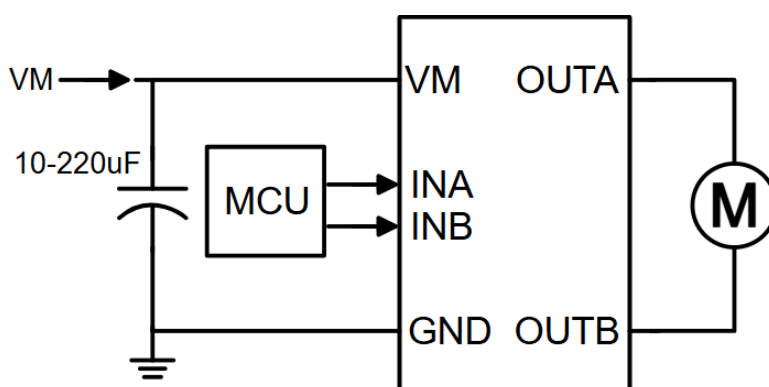 VM
VM
OUTA
10-220uF
MCU
INA
INB
M
GND
OUTB